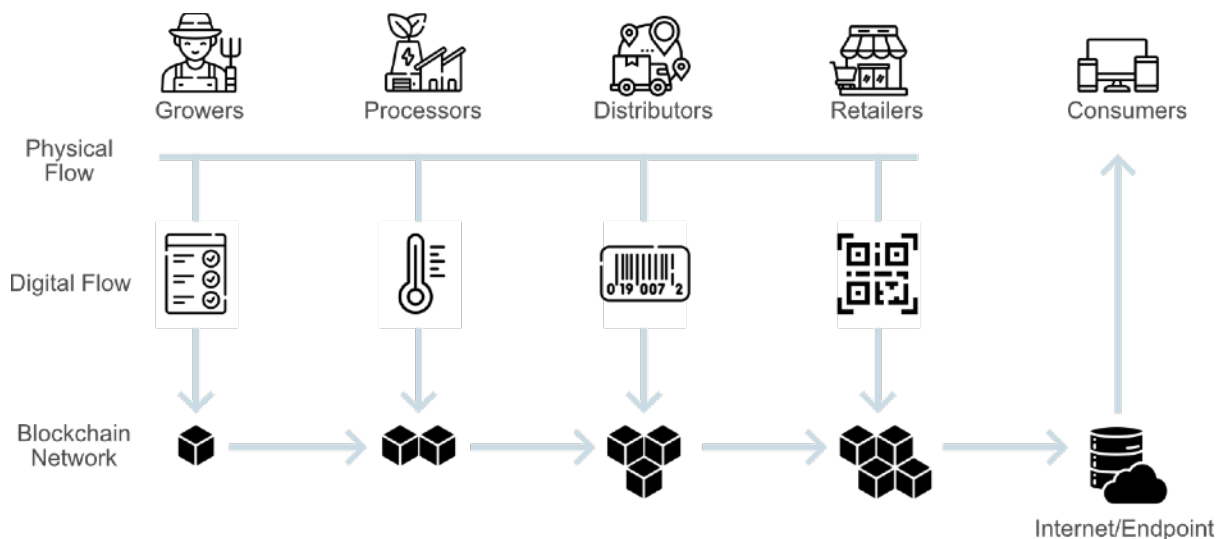 Growers
Processors
Distributors
Retailers
Consumers
Physical
Flow
Digital Flow
0 19 007 2
Blockchain
Network
Internet/Endpoint